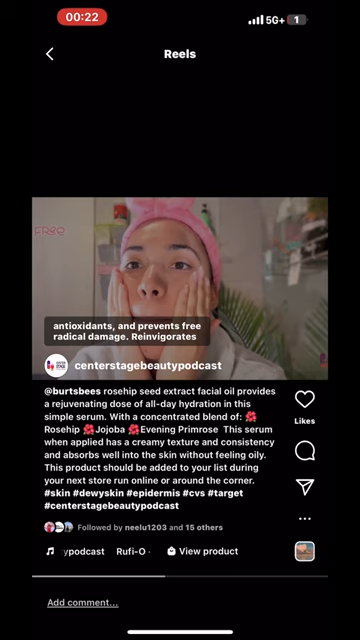 00:22
5G+ 1
Reels
FREE
antioxidants, and prevents free
radical damage. Reinvigorates
centerstagebeautypodcast
@burtsbees rosehip seed extract facial oil provides
a rejuvenating dose of all-day hydration in this
simple serum. With a concentrated blend of: 🌺
Rosehip 🌺Jojoba 🌺Evening Primrose This serum
when applied has a creamy texture and consistency
and absorbs well into the skin without feeling oily.
This product should be added to your list during
your next store run online or around the corner.
#skin #dewyskin #epidermis #cvs #target
#centerstagebeautypodcast
Likes
Followed by neelu1203 and 15 others
ypodcast Rufi-O · View product
Add comment...